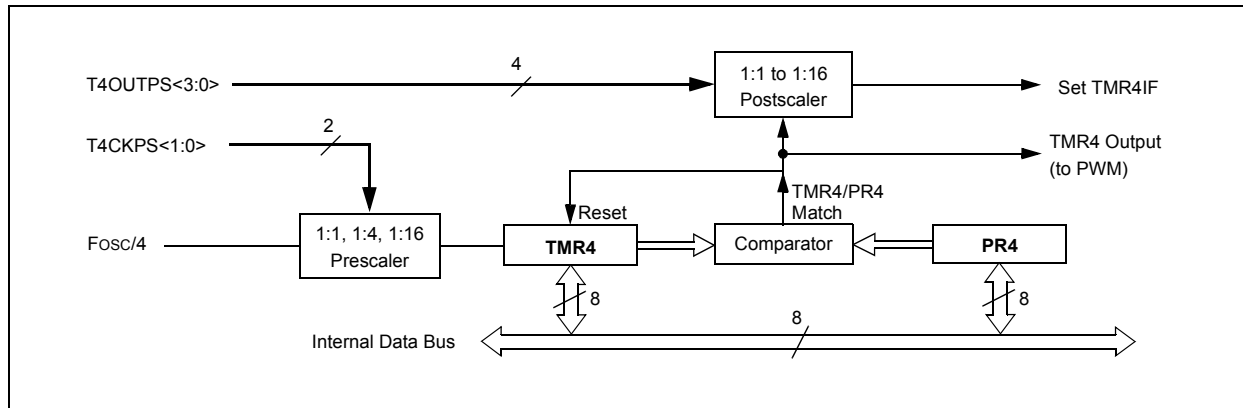 T4OUTPS<3:0>
4
1:1 to 1:16
Postscaler
Set TMR4IF
T4CKPS<1:0>
2
TMR4 Output
(to PWM)
TMR4/PR4
Match
Reset
FOSC/4
1:1, 1:4, 1:16
Prescaler
TMR4
Comparator
PR4
8
8
8
Internal Data Bus